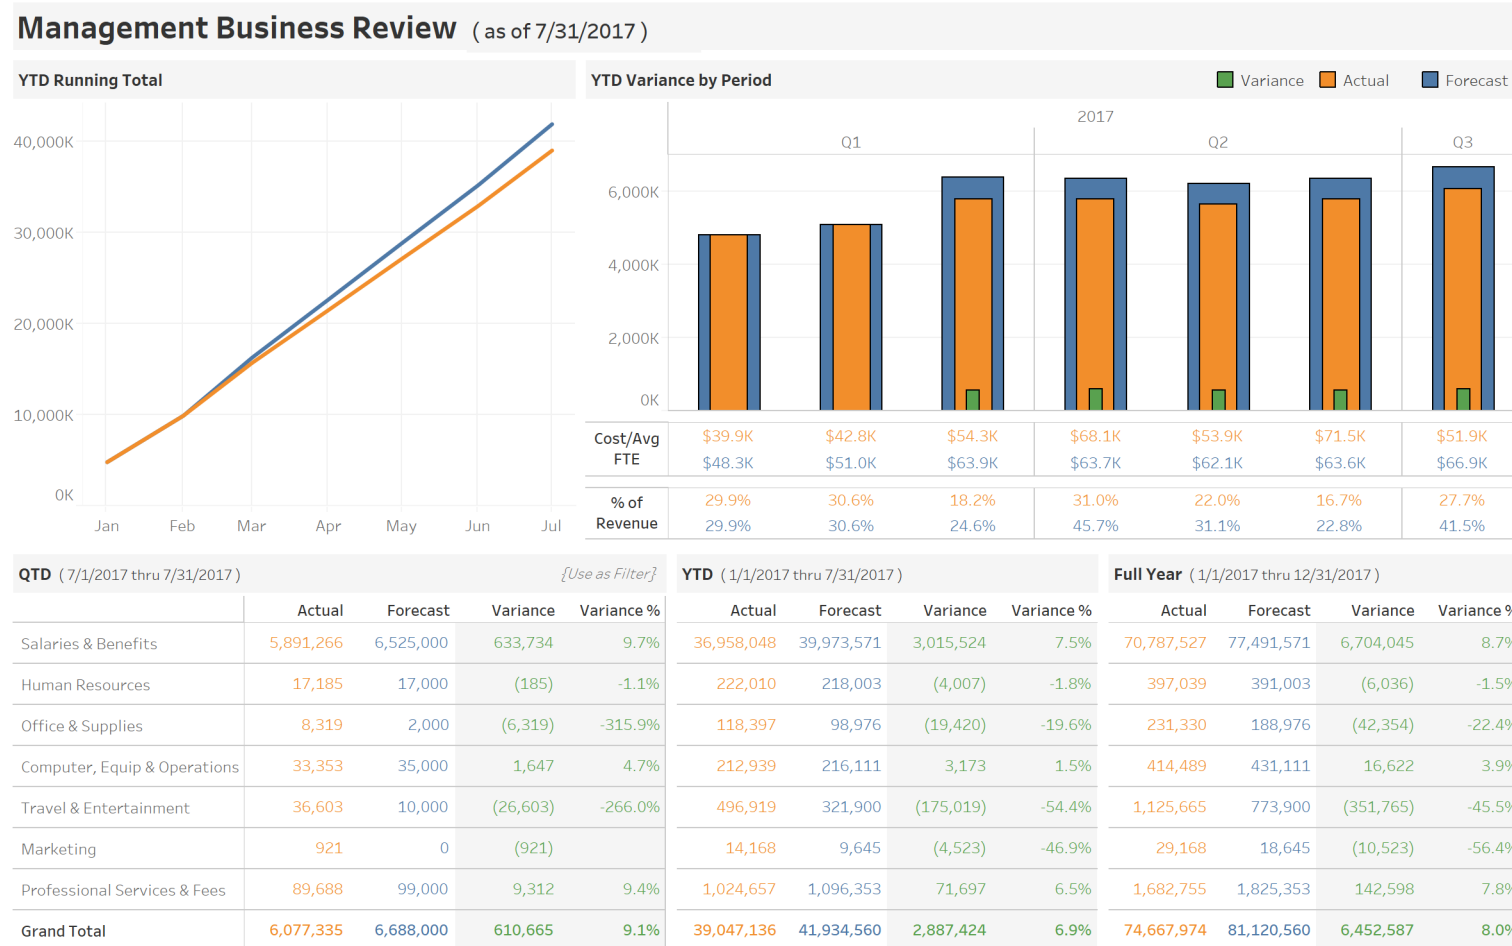 Management Business Review ( as of 7/31/2017 )
YTD Running Total
40,000K
30,000K
20,000K
10,000K
0K
Jan Feb Mar Apr May Jun Jul
YTD Variance by Period Variance Actual Forecast
2017
Q1 Q2 Q3
6,000K
4,000K
2,000K
0K
Cost/Avg FTE
$39.9K $42.8K $54.3K $68.1K $53.9K $71.5K $51.9K
$48.3K $51.0K $63.9K $63.7K $62.1K $63.6K $66.9K
% of Revenue
29.9% 30.6% 18.2% 31.0% 22.0% 16.7% 27.7%
29.9% 30.6% 24.6% 45.7% 31.1% 22.8% 41.5%
QTD ( 7/1/2017 thru 7/31/2017 ) {Use as Filter} YTD ( 1/1/2017 thru 7/31/2017 ) Full Year ( 1/1/2017 thru 12/31/2017 )
Actual Forecast Variance Variance % Actual Forecast Variance Variance % Actual Forecast Variance Variance %
Salaries & Benefits 5,891,266 6,525,000 633,734 9.7% 36,958,048 39,973,571 3,015,524 7.5% 70,787,527 77,491,571 6,704,045 8.7%
Human Resources 17,185 17,000 (185) -1.1% 222,010 218,003 (4,007) -1.8% 397,039 391,003 (6,036) -1.5%
Office & Supplies 8,319 2,000 (6,319) -315.9% 118,397 98,976 (19,420) -19.6% 231,330 188,976 (42,354) -22.4%
Computer, Equip & Operations 33,353 35,000 1,647 4.7% 212,939 216,111 3,173 1.5% 414,489 431,111 16,622 3.9%
Travel & Entertainment 36,603 10,000 (26,603) -266.0% 496,919 321,900 (175,019) -54.4% 1,125,665 773,900 (351,765) -45.5%
Marketing 921 0 (921) 14,168 9,645 (4,523) -46.9% 29,168 18,645 (10,523) -56.4%
Professional Services & Fees 89,688 99,000 9,312 9.4% 1,024,657 1,096,353 71,697 6.5% 1,682,755 1,825,353 142,598 7.8%
Grand Total 6,077,335 6,688,000 610,665 9.1% 39,047,136 41,934,560 2,887,424 6.9% 74,667,974 81,120,560 6,452,587 8.0%